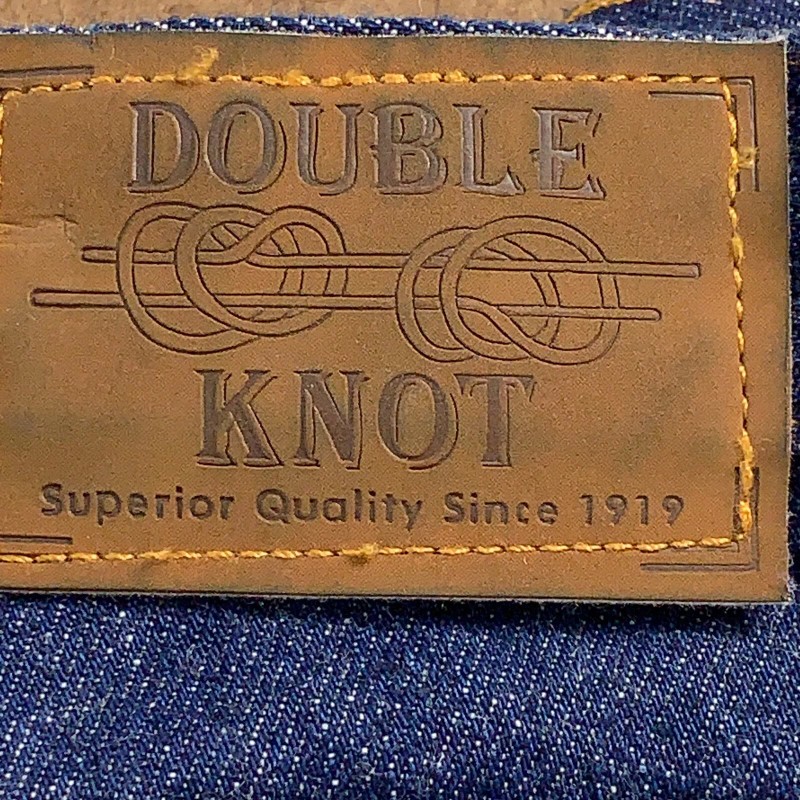 DOUBLE
KNOT
Superior Quality Since 1919